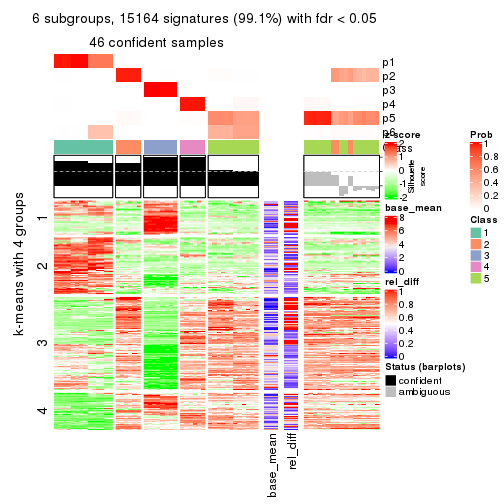 6 subgroups, 15164 signatures (99.1%) with fdr < 0.05
46 confident samples
p1
p2
p3
p4
p5
p6
Class
Silhouette
score
k-means with 4 groups
1
2
3
4
base_mean
rel_diff
z-score
2
1
0
-1
-2
base_mean
8
6
4
2
0
rel_diff
1
0.8
0.6
0.4
0.2
0
Status (barplots)
confident
ambiguous
Prob
1
0.8
0.6
0.4
0.2
0
Class
1
2
3
4
5